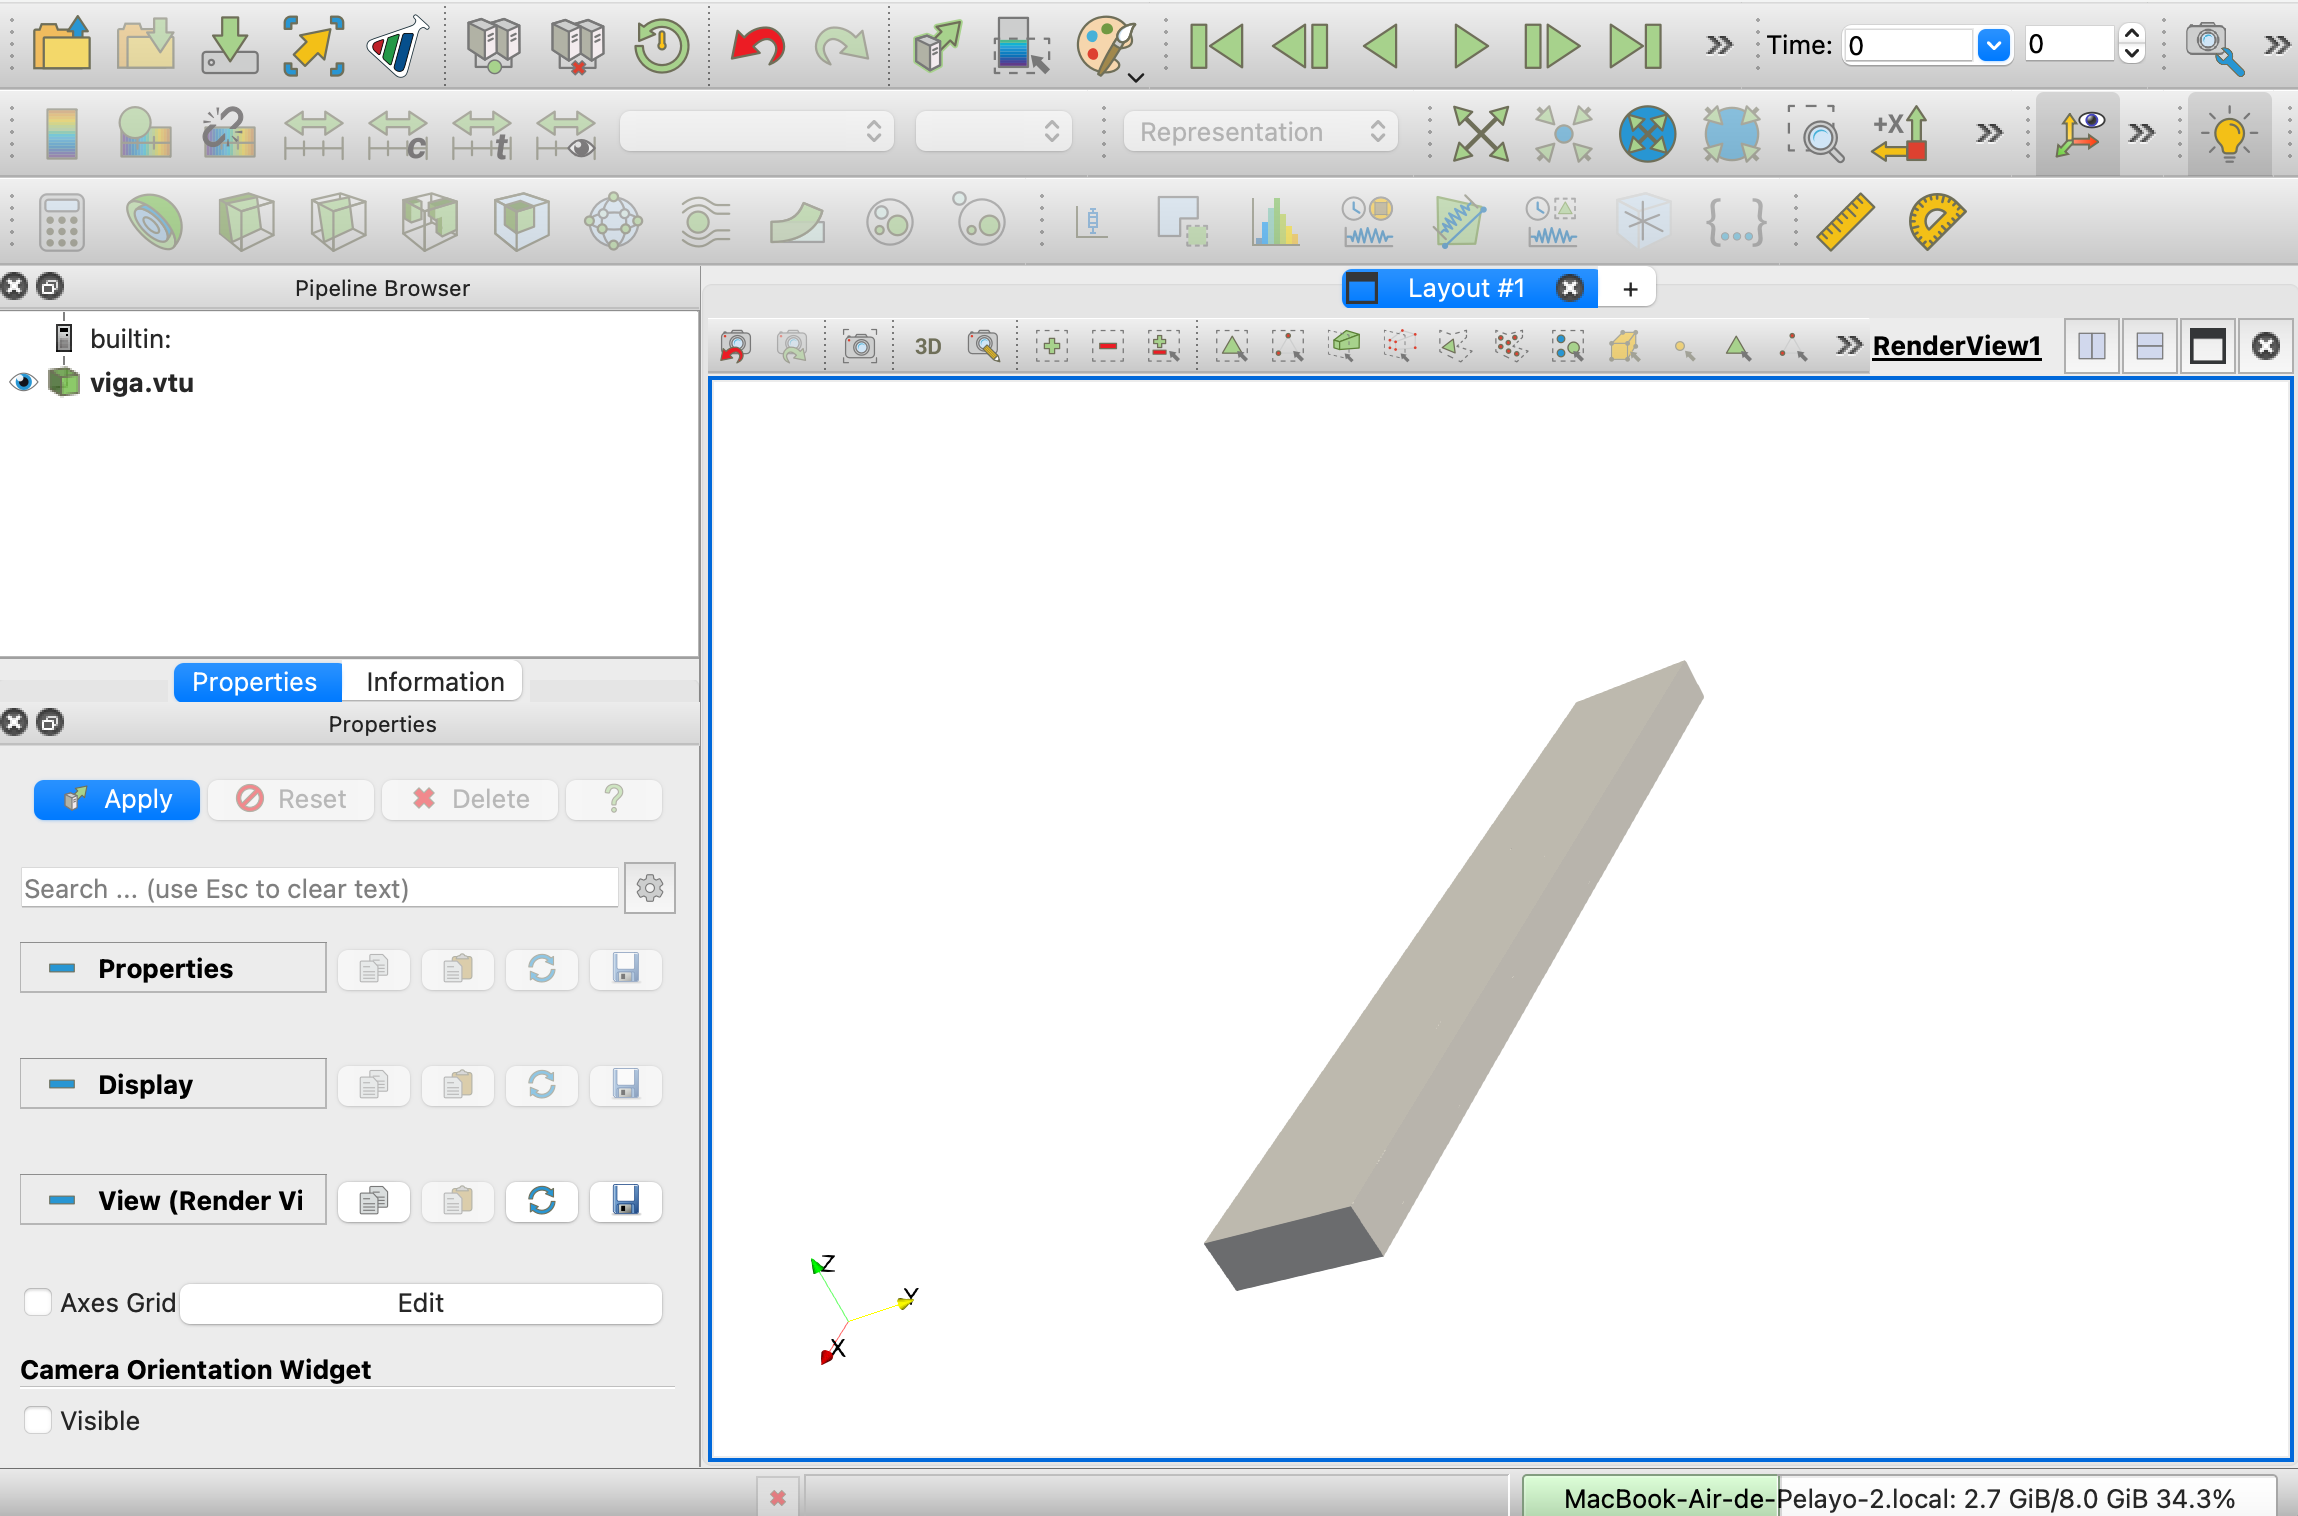 Time: 0 0
c t Representation +X
{...}
Pipeline Browser
Layout #1 +
builtin:
3D RenderView1
viga.vtu
Properties Information
Properties
Apply Reset Delete ?
Search ... (use Esc to clear text)
Properties
Display
View (Render Vi
Axes Grid Edit
Camera Orientation Widget
Visible
Z
Y
X
MacBook-Air-de-Pelayo-2.local: 2.7 GiB/8.0 GiB 34.3%